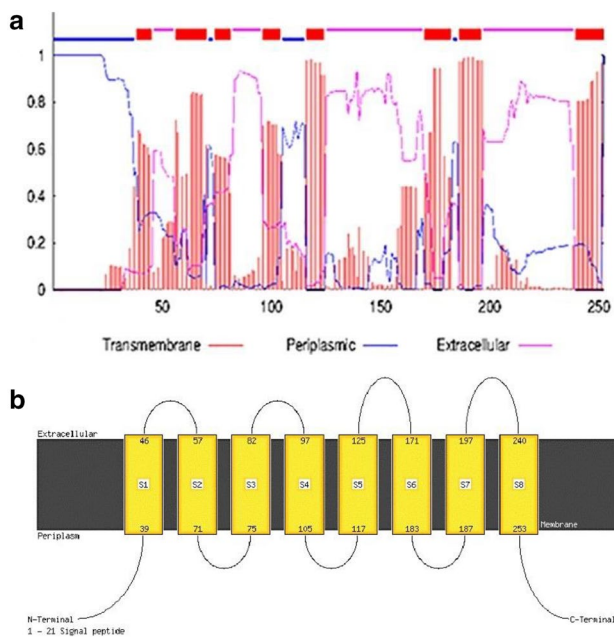 a
1
0.8
0.6
0.4
0.2
0
50 100 150 200 250
Transmembrane Periplasmic Extracellular
b
Extracellular
46 57 82 97 125 171 197 240
S1 S2 S3 S4 S5 S6 S7 S8
39 71 75 105 117 183 187 253
Membrane
Periplasm
N-Terminal C-Terminal
1 - 21 Signal peptide